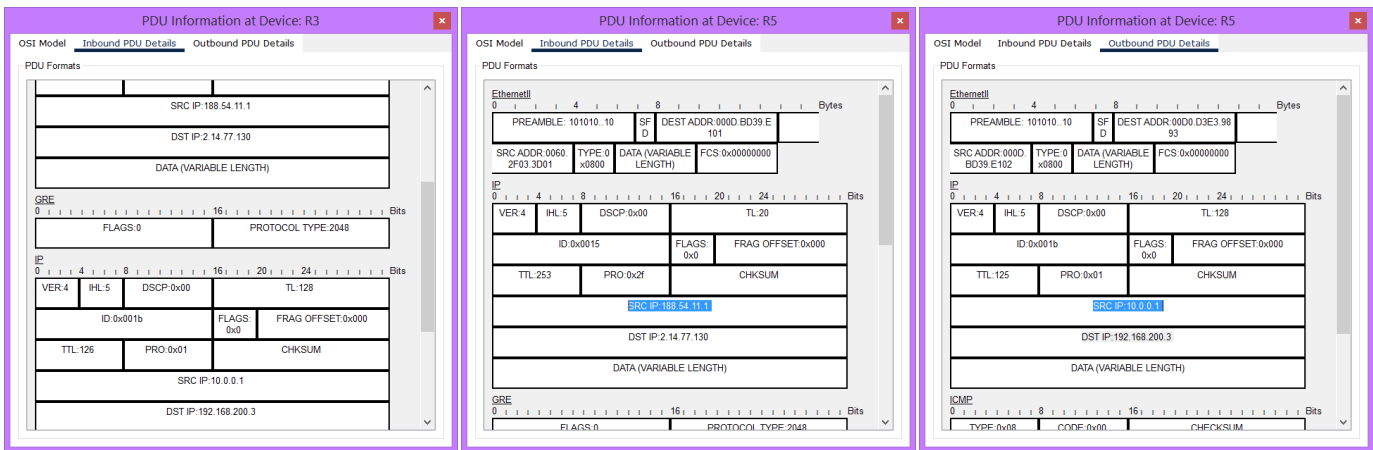 PDU Information at Device: R3
×
OSI Model Inbound PDU Details Outbound PDU Details
PDU Formats
SRC IP:188.54.11.1
DST IP:2.14.77.130
DATA (VARIABLE LENGTH)
GRE
0 16 Bits
FLAGS:0 PROTOCOL TYPE:2048
IP
0 4 8 16 20 24 Bits
VER:4 IHL:5 DSCP:0x00 TL:128
ID:0x001b FLAGS: FRAG OFFSET:0x000
0x0
TTL:126 PRO:0x01 CHKSUM
SRC IP:10.0.0.1
DST IP:192.168.200.3
PDU Information at Device: R5
×
OSI Model Inbound PDU Details Outbound PDU Details
PDU Formats
EthernetII
0 4 8 Bytes
PREAMBLE: 101010..10 SF DEST ADDR:000D.BD39.E
D 101
SRC ADDR:0060. TYPE:0 DATA (VARIABLE FCS:0x00000000
2F03.3D01 x0800 LENGTH)
IP
0 4 8 16 20 24 Bits
VER:4 IHL:5 DSCP:0x00 TL:20
ID:0x0015 FLAGS: FRAG OFFSET:0x000
0x0
TTL:253 PRO:0x2f CHKSUM
SRC IP:188.54.11.1
DST IP:2.14.77.130
DATA (VARIABLE LENGTH)
GRE
0 16 Bits
FLAGS:0 PROTOCOL TYPE:2048
PDU Information at Device: R5
×
OSI Model Inbound PDU Details Outbound PDU Details
PDU Formats
EthernetII
0 4 8 Bytes
PREAMBLE: 101010..10 SF DEST ADDR:00D0.D3E3.98
D 93
SRC ADDR:000D. TYPE:0 DATA (VARIABLE FCS:0x00000000
BD39.E102 x0800 LENGTH)
IP
0 4 8 16 20 24 Bits
VER:4 IHL:5 DSCP:0x00 TL:128
ID:0x001b FLAGS: FRAG OFFSET:0x000
0x0
TTL:125 PRO:0x01 CHKSUM
SRC IP:10.0.0.1
DST IP:192.168.200.3
DATA (VARIABLE LENGTH)
ICMP
0 8 16 Bits
TYPE:0x08 CODE:0x00 CHECKSUM